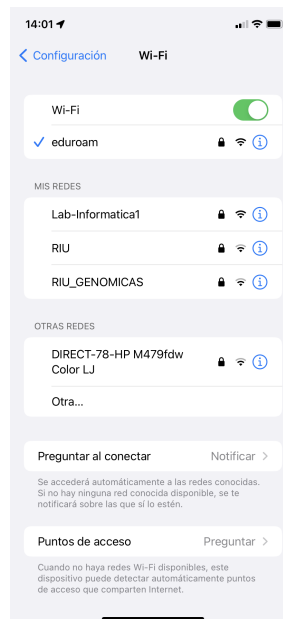 14:01
Configuración
Wi-Fi
Wi-Fi
eduroam
MIS REDES
Lab-Informatica1
RIU
RIU_GENOMICAS
OTRAS REDES
DIRECT-78-HP M479fdw
Color LJ
Otra...
Preguntar al conectar Notificar
Se accederá automáticamente a las redes conocidas.
Si no hay ninguna red conocida disponible, se te
notificará sobre las que sí lo estén.
Puntos de acceso Preguntar
Cuando no haya redes Wi-Fi disponibles, este
dispositivo puede detectar automáticamente puntos
de acceso que comparten Internet.